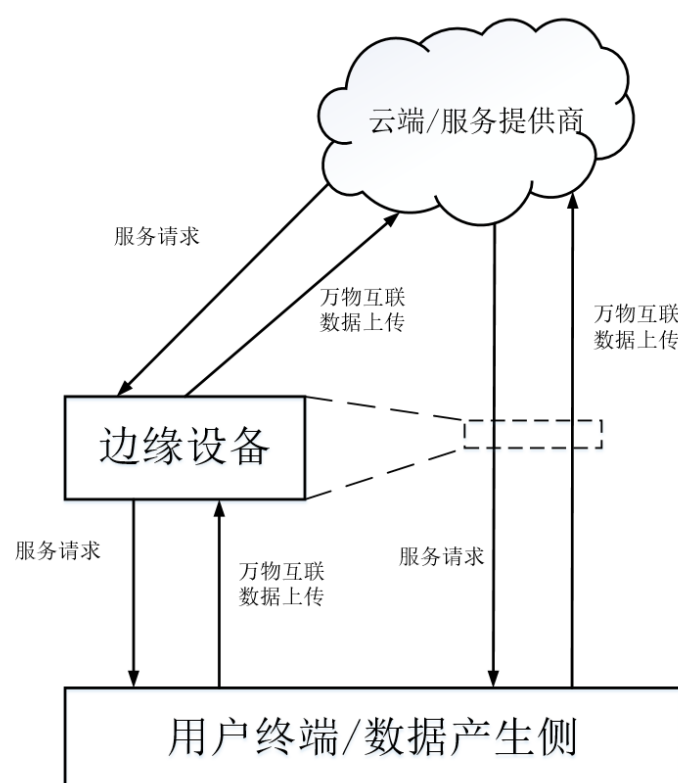 云端/服务提供商
服务请求
万物互联
数据上传
万物互联
数据上传
边缘设备
服务请求
万物互联
数据上传
服务请求
用户终端/数据产生侧